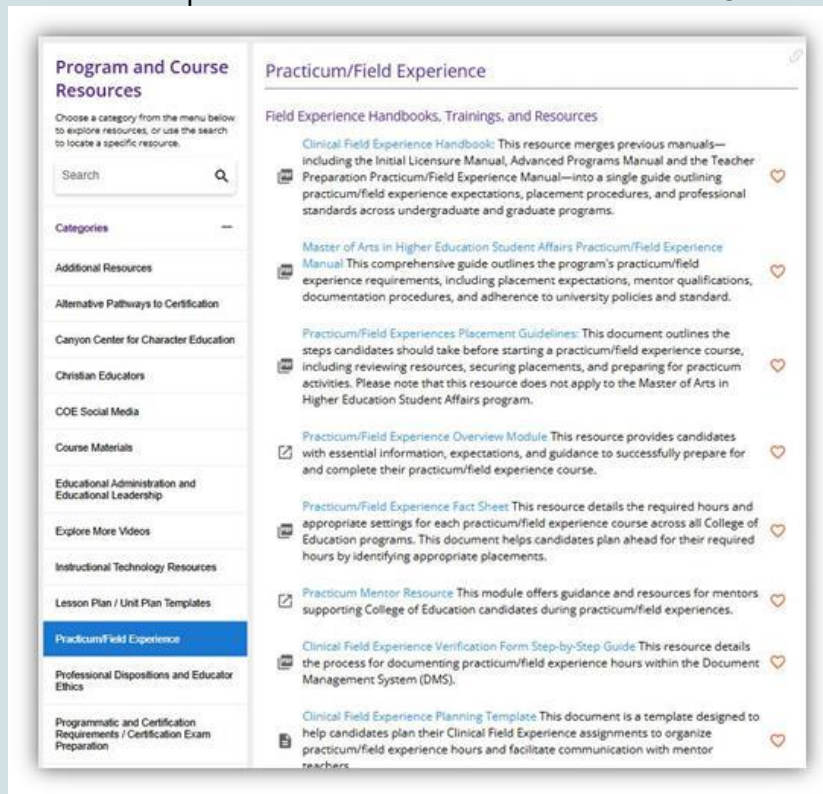 Program and Course
Resources
Choose a category from the menu below
to explore resources, or use the search
to locate a specific resource.
Search
Categories
Additional Resources
Alternative Pathways to Certification
Canyon Center for Character Education
Christian Educators
COE Social Media
Course Materials
Educational Administration and
Educational Leadership
Explore More Videos
Instructional Technology Resources
Lesson Plan / Unit Plan Templates
Practicum/Field Experience
Professional Dispositions and Educator
Ethics
Programmatic and Certification
Requirements / Certification Exam
Preparation
Practicum/Field Experience
Field Experience Handbooks, Trainings, and Resources
Clinical Field Experience Handbook: This resource merges previous manuals—
including the Initial Licensure Manual, Advanced Programs Manual and the Teacher
Preparation Practicum/Field Experience Manual—into a single guide outlining
practicum/field experience expectations, placement procedures, and professional
standards across undergraduate and graduate programs.
Master of Arts in Higher Education Student Affairs Practicum/Field Experience
Manual This comprehensive guide outlines the program's practicum/field
experience requirements, including placement expectations, mentor qualifications,
documentation procedures, and adherence to university policies and standard.
Practicum/Field Experiences Placement Guidelines: This document outlines the
steps candidates should take before starting a practicum/field experience course,
including reviewing resources, securing placements, and preparing for practicum
activities. Please note that this resource does not apply to the Master of Arts in
Higher Education Student Affairs program.
Practicum/Field Experience Overview Module This resource provides candidates
with essential information, expectations, and guidance to successfully prepare for
and complete their practicum/field experience course.
Practicum/Field Experience Fact Sheet This resource details the required hours and
appropriate settings for each practicum/field experience course across all College of
Education programs. This document helps candidates plan ahead for their required
hours by identifying appropriate placements.
Practicum Mentor Resource This module offers guidance and resources for mentors
supporting College of Education candidates during practicum/field experiences.
Clinical Field Experience Verification Form Step-by-Step Guide This resource details
the process for documenting practicum/field experience hours within the Document
Management System (DMS).
Clinical Field Experience Planning Template This document is a template designed to
help candidates plan their Clinical Field Experience assignments to organize
practicum/field experience hours and facilitate communication with mentor
teachers.